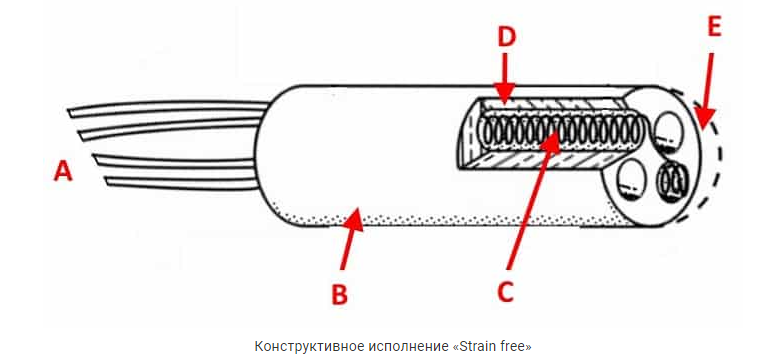 E
D
A
B
C
Конструктивное исполнение «Strain free»